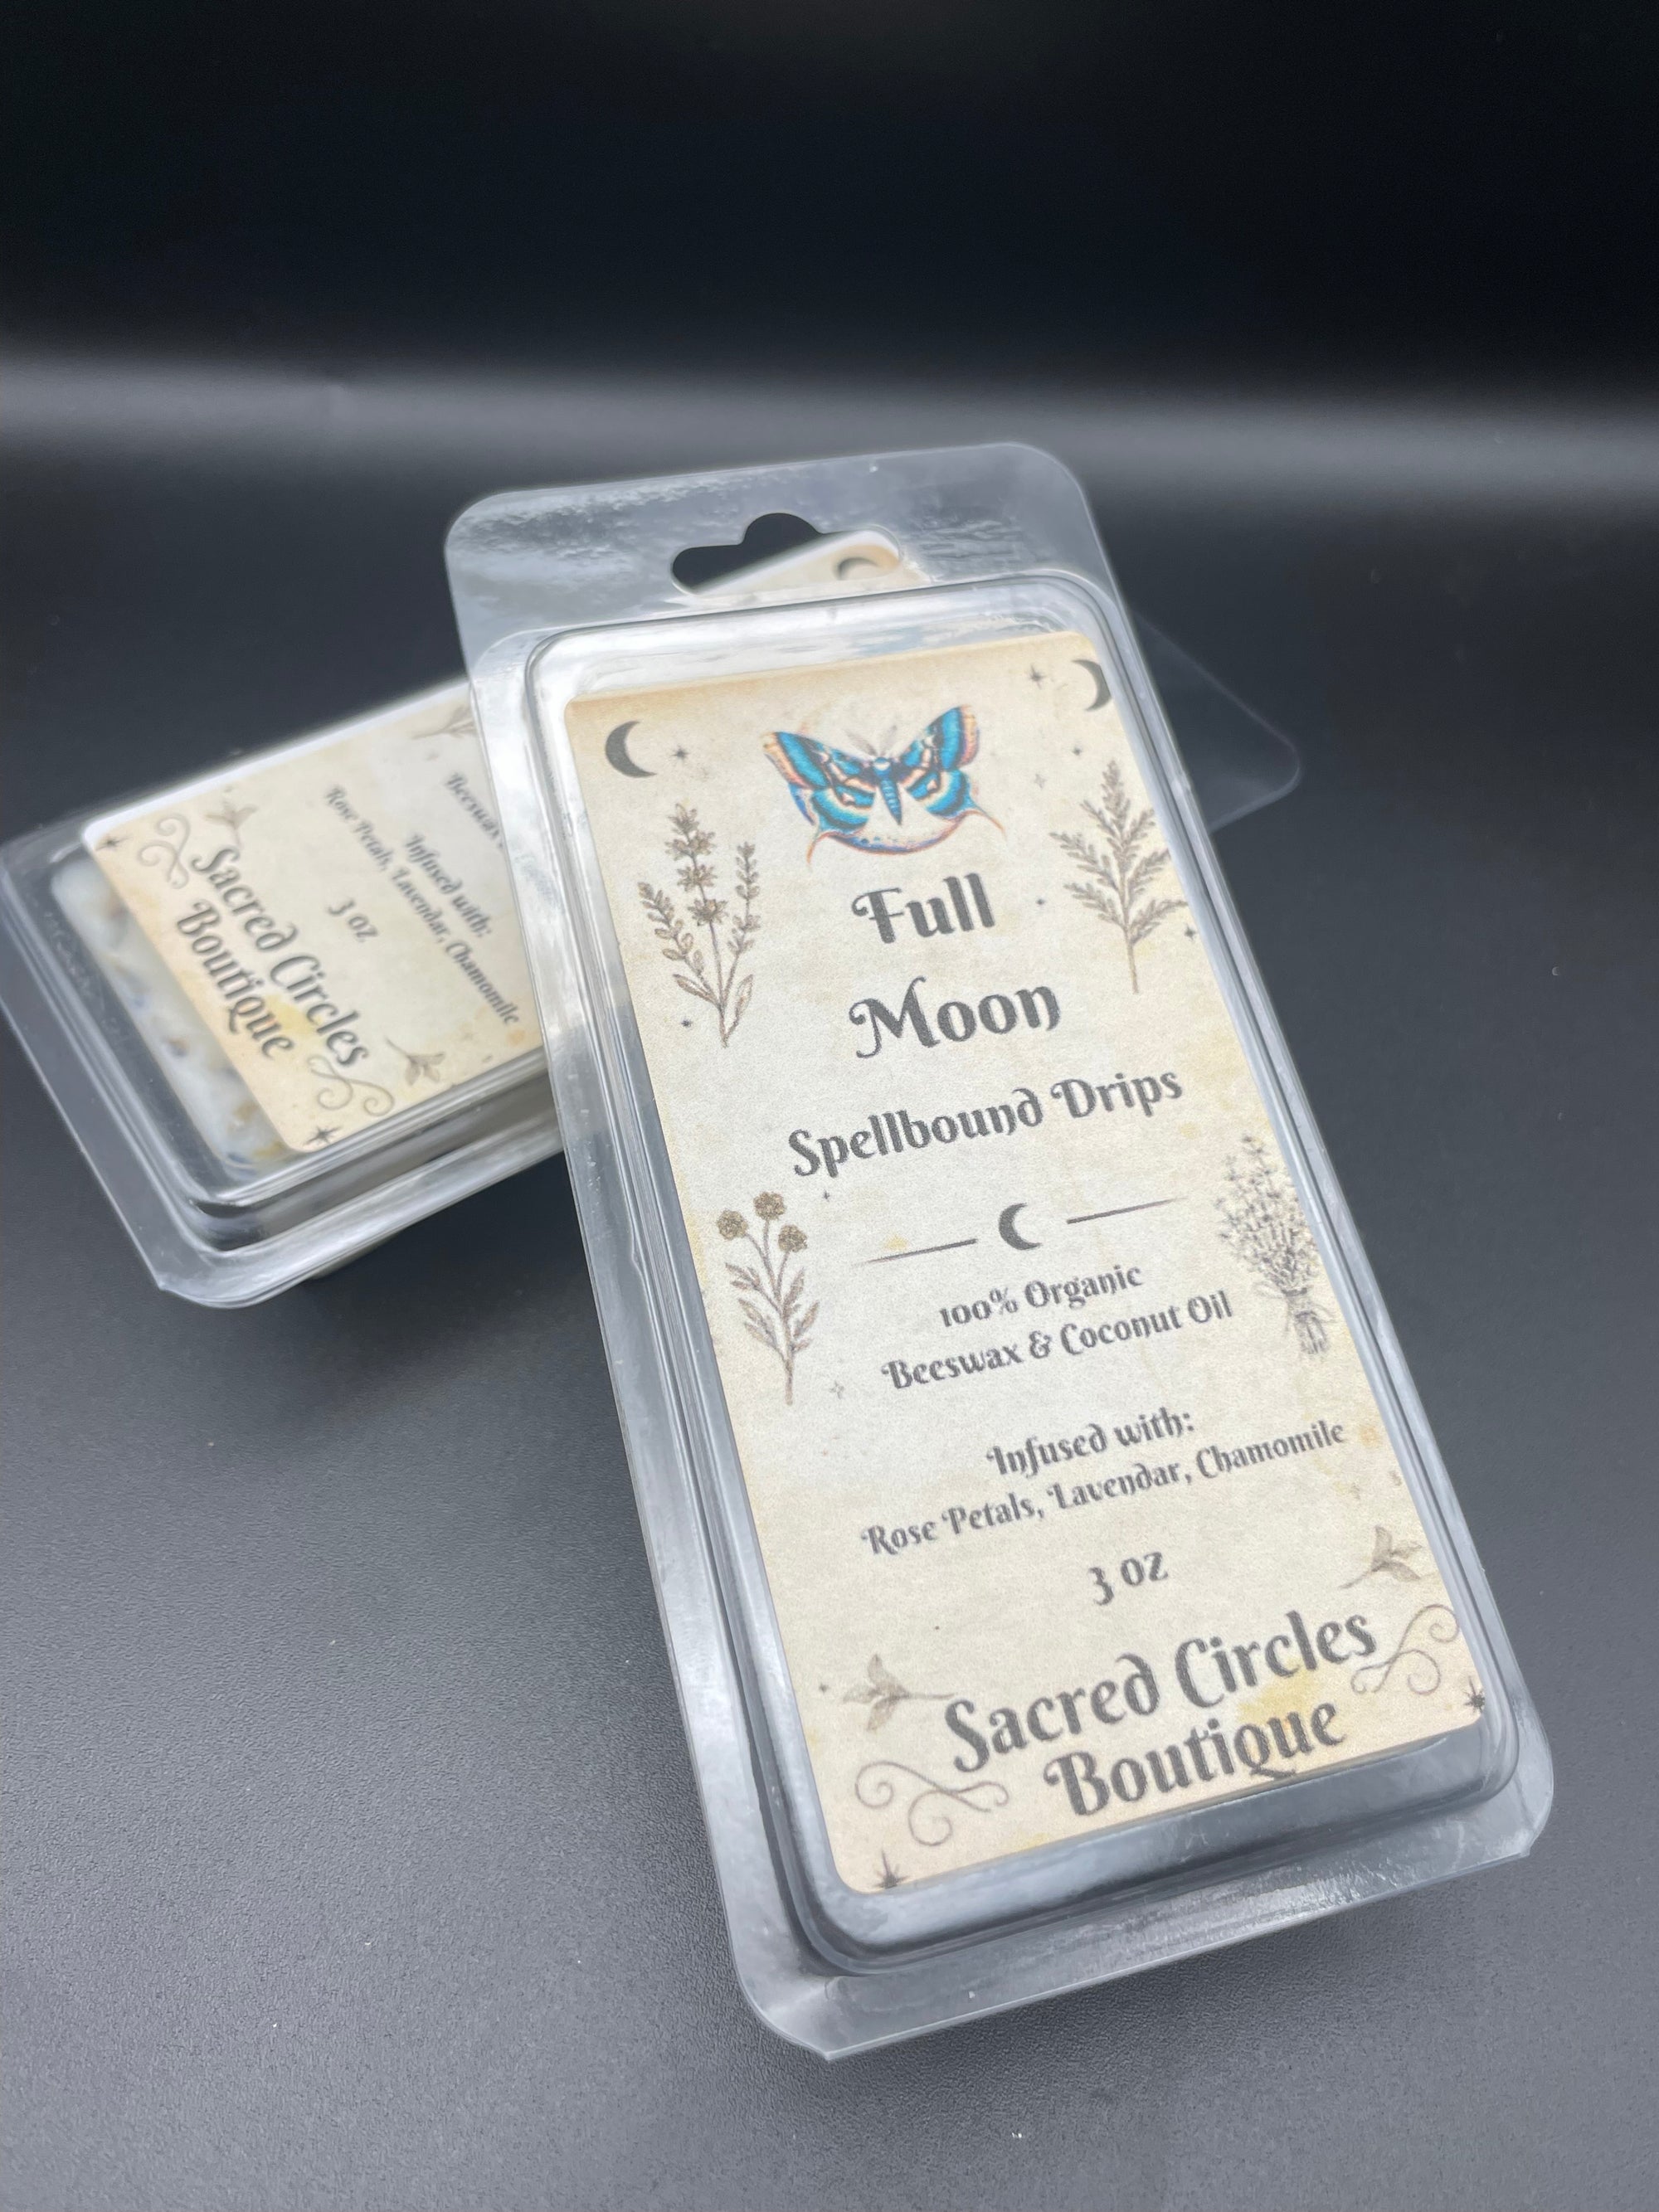 Full
Moon
Spellbound Drips
100% Organic
Beeswax & Coconut Oil
Infused with:
Rose Petals, Lavendar, Chamomile
3 oz
Sacred Circles
Boutique
Beeswax
Infused with:
Rose Petals, Lavendar, Chamomile
3 oz
Sacred Circles
Boutique